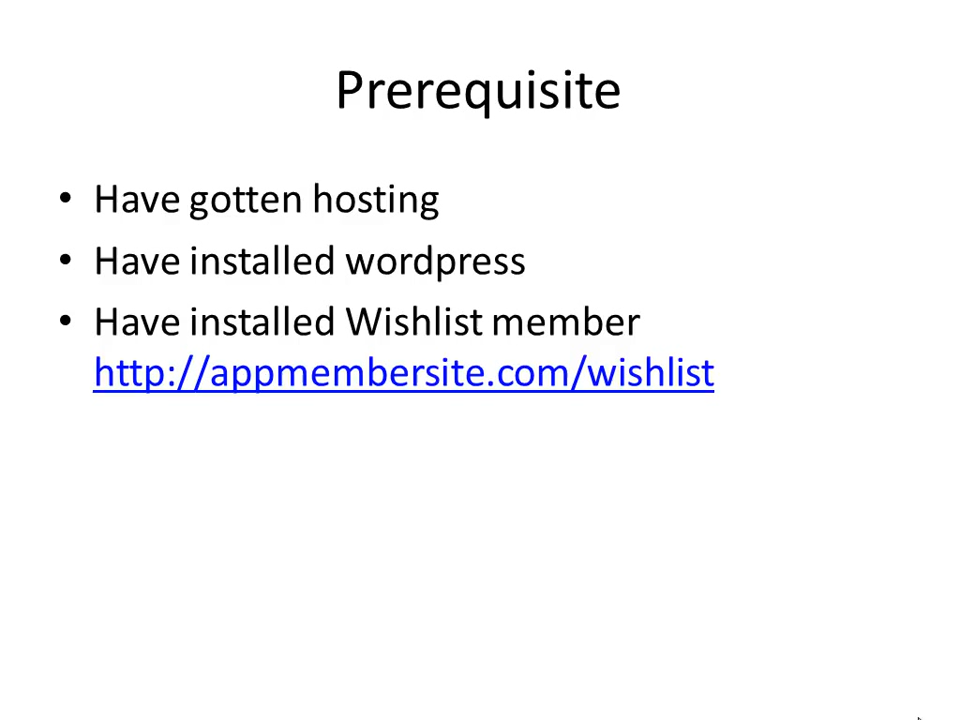 Prerequisite
• Have gotten hosting
• Have installed wordpress
• Have installed Wishlist member
http://appmembersite.com/wishlist